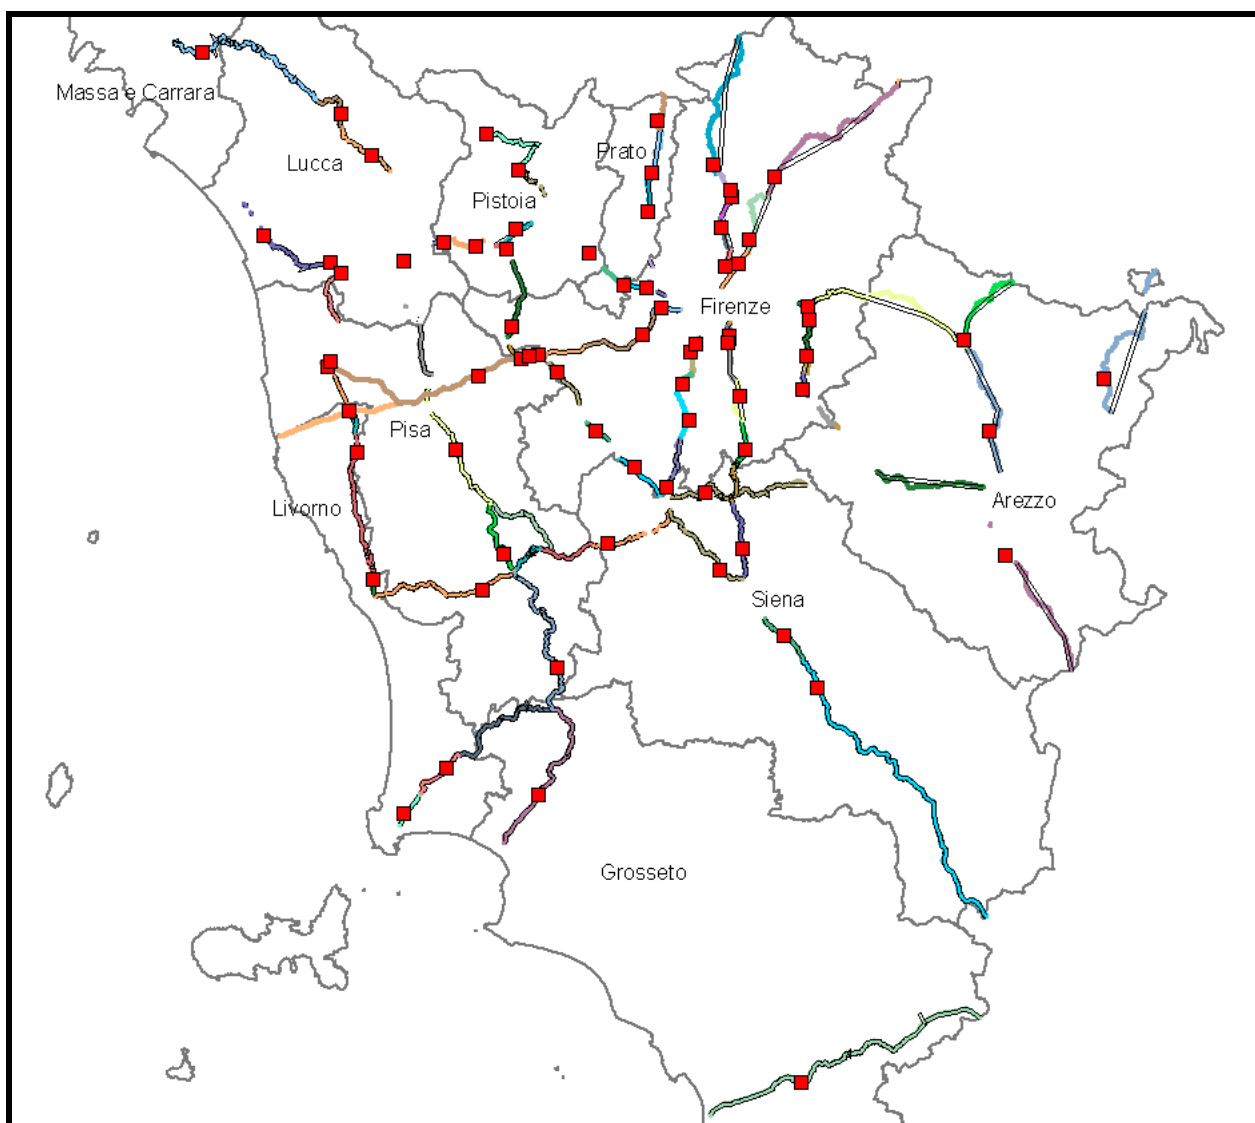 Massa e Carrara
Lucca
Prato
Pistoia
Firenze
Pisa
Livorno
Arezzo
Siena
Grosseto